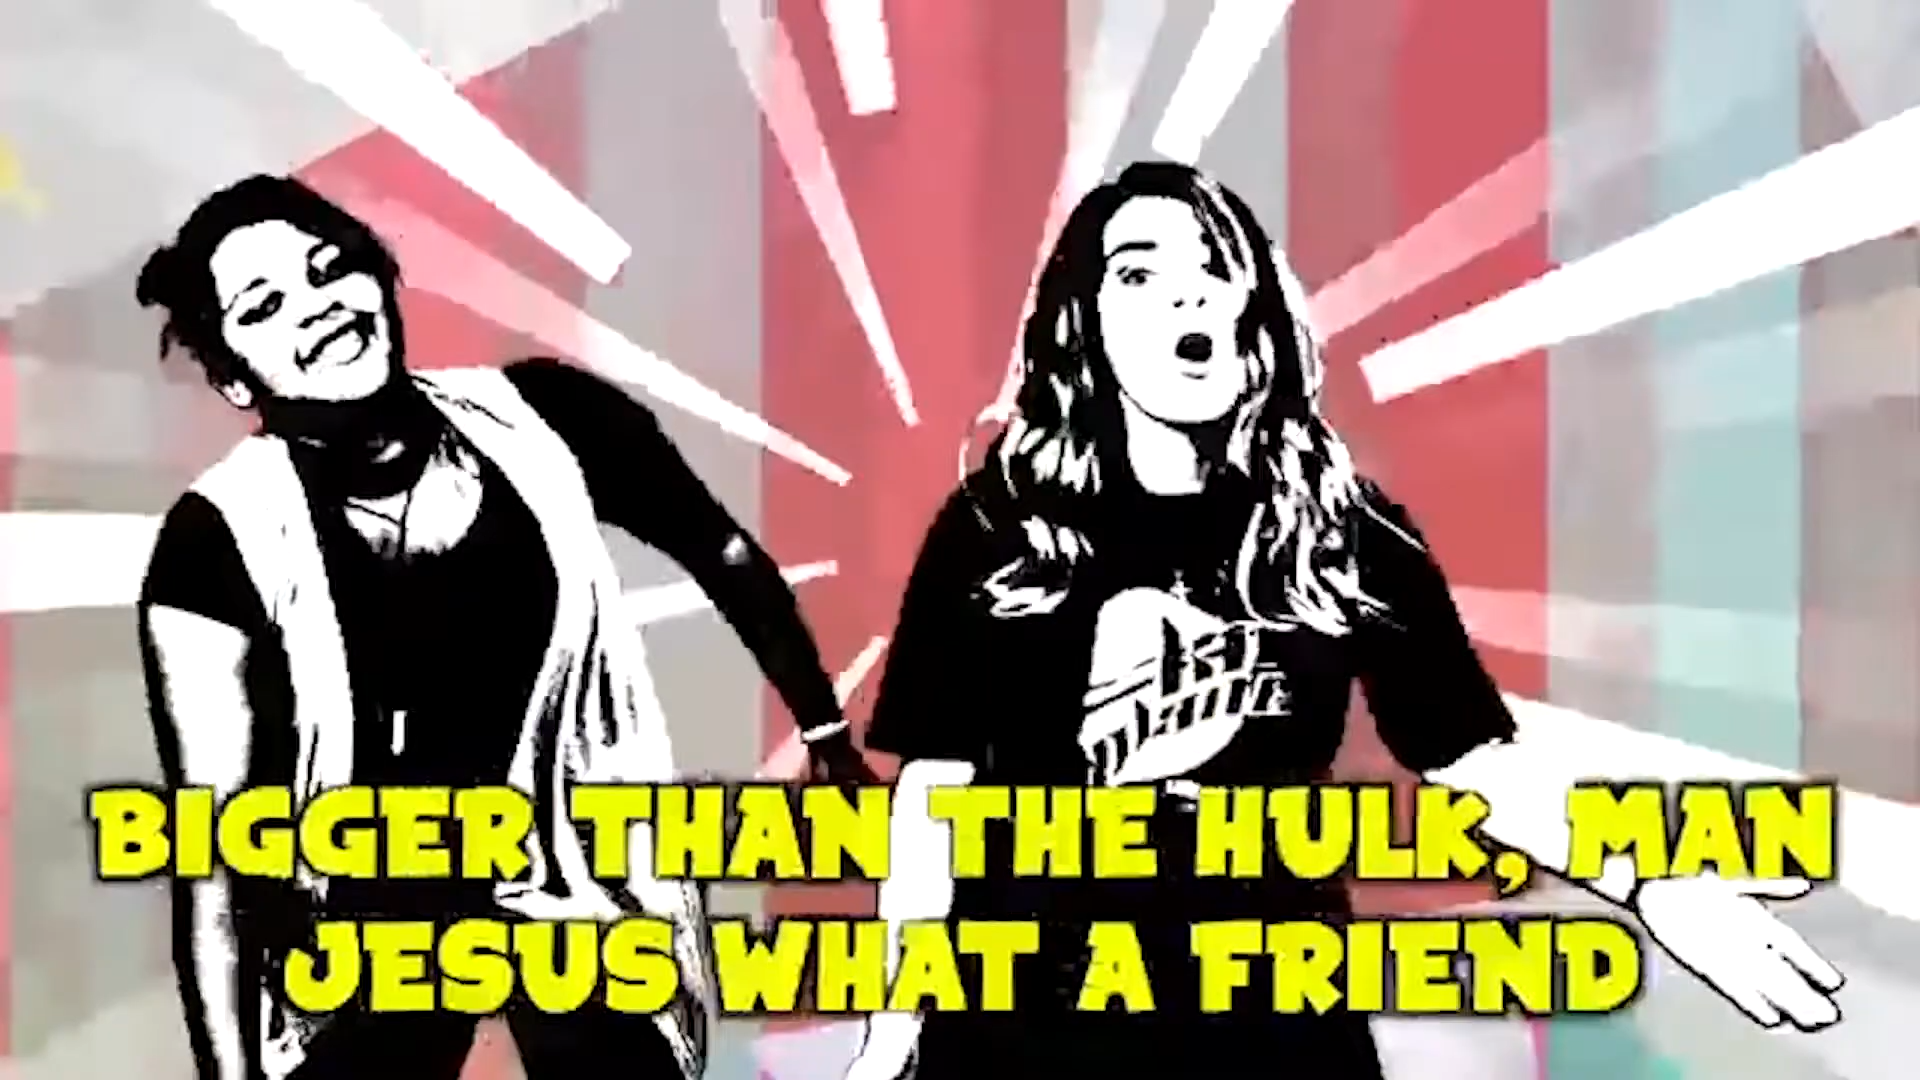 BIGGER THAN THE HULK, MAN
JESUS WHAT A FRIEND